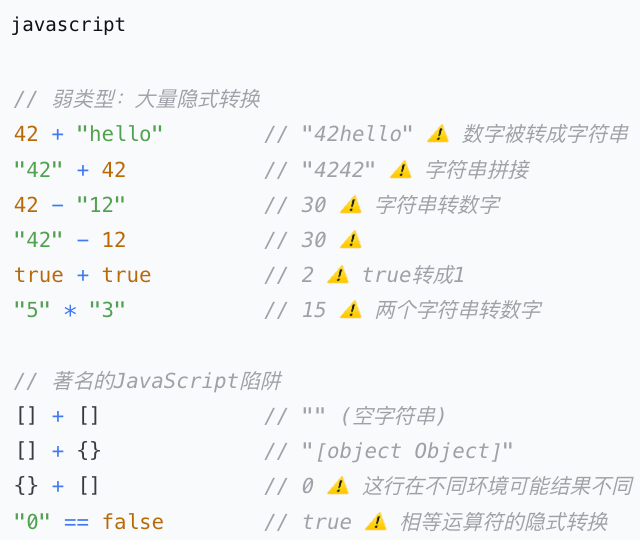 javascript
// 弱类型：大量隐式转换
42 + "hello" // "42hello" ⚠️ 数字被转成字符串
"42" + 42 // "4242" ⚠️ 字符串拼接
42 - "12" // 30 ⚠️ 字符串转数字
"42" - 12 // 30 ⚠️
true + true // 2 ⚠️ true转成1
"5" * "3" // 15 ⚠️ 两个字符串转数字
// 著名的JavaScript陷阱
[] + [] // "" (空字符串)
[] + {} // "[object Object]"
{} + [] // 0 ⚠️ 这行在不同环境可能结果不同
"0" == false // true ⚠️ 相等运算符的隐式转换